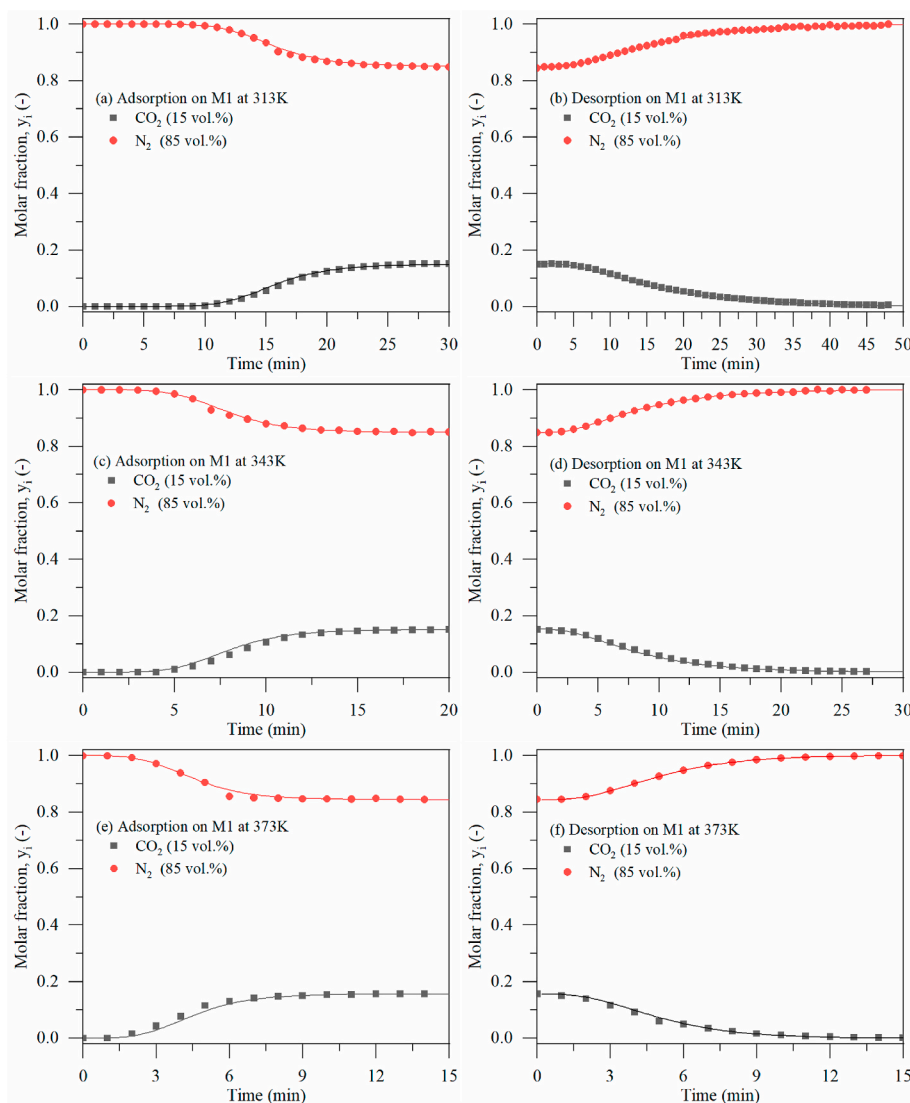 Molar fraction, yᵢ (-)
1.0
0.8
0.6
0.4
0.2
0.0
(a) Adsorption on M1 at 313K
CO₂ (15 vol.%)
N₂ (85 vol.%)
0 5 10 15 20 25 30
Time (min)
Molar fraction, yᵢ (-)
1.0
0.8
0.6
0.4
0.2
0.0
(b) Desorption on M1 at 313K
CO₂ (15 vol.%)
N₂ (85 vol.%)
0 5 10 15 20 25 30 35 40 45 50
Time (min)
Molar fraction, yᵢ (-)
1.0
0.8
0.6
0.4
0.2
0.0
(c) Adsorption on M1 at 343K
CO₂ (15 vol.%)
N₂ (85 vol.%)
0 5 10 15 20
Time (min)
Molar fraction, yᵢ (-)
1.0
0.8
0.6
0.4
0.2
0.0
(d) Desorption on M1 at 343K
CO₂ (15 vol.%)
N₂ (85 vol.%)
0 5 10 15 20 25 30
Time (min)
Molar fraction, yᵢ (-)
1.0
0.8
0.6
0.4
0.2
0.0
(e) Adsorption on M1 at 373K
CO₂ (15 vol.%)
N₂ (85 vol.%)
0 3 6 9 12 15
Time (min)
Molar fraction, yᵢ (-)
1.0
0.8
0.6
0.4
0.2
0.0
(f) Desorption on M1 at 373K
CO₂ (15 vol.%)
N₂ (85 vol.%)
0 3 6 9 12 15
Time (min)